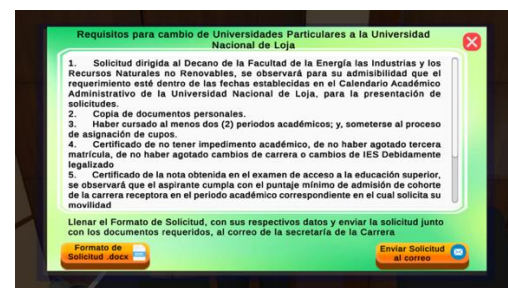 Requisitos para cambio de Universidades Particulares a la Universidad
Nacional de Loja
1. Solicitud dirigida al Decano de la Facultad de la Energía las Industrias y los
Recursos Naturales no Renovables, se observará para su admisibilidad que el
requerimiento esté dentro de las fechas establecidas en el Calendario Académico
Administrativo de la Universidad Nacional de Loja, para la presentación de
solicitudes.
2. Copia de documentos personales.
3. Haber cursado al menos dos (2) periodos académicos; y, someterse al proceso
de asignación de cupos.
4. Certificado de no tener impedimento académico, de no haber agotado tercera
matrícula, de no haber agotado cambios de carrera o cambios de IES Debidamente
legalizado
5. Certificado de la nota obtenida en el examen de acceso a la educación superior,
se observará que el aspirante cumpla con el puntaje mínimo de admisión de cohorte
de la carrera receptora en el periodo académico correspondiente en el cual solicita su
movilidad
Llenar el Formato de Solicitud, con sus respectivos datos y enviar la solicitud junto
con los documentos requeridos, al correo de la secretaría de la Carrera
Formato de
Solicitud .docx
Enviar Solicitud
al correo